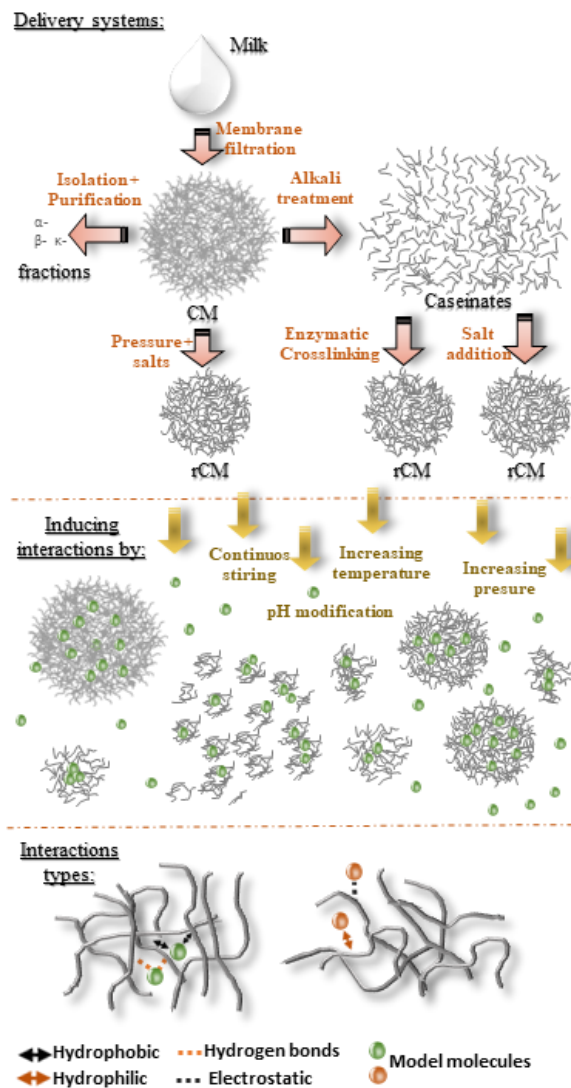 Delivery systems:
Milk
Membrane
filtration
Isolation+
Purification
Alkali
treatment
α-
β- κ-
fractions
CM
Caseinates
Pressure+
salts
Enzymatic
Crosslinking
Salt
addition
rCM
rCM
rCM
Inducing
interactions by:
Continuos
stiring
Increasing
temperature
Increasing
presure
pH modification
Interactions
types:
Hydrophobic
Hydrogen bonds
Model molecules
Hydrophilic
Electrostatic